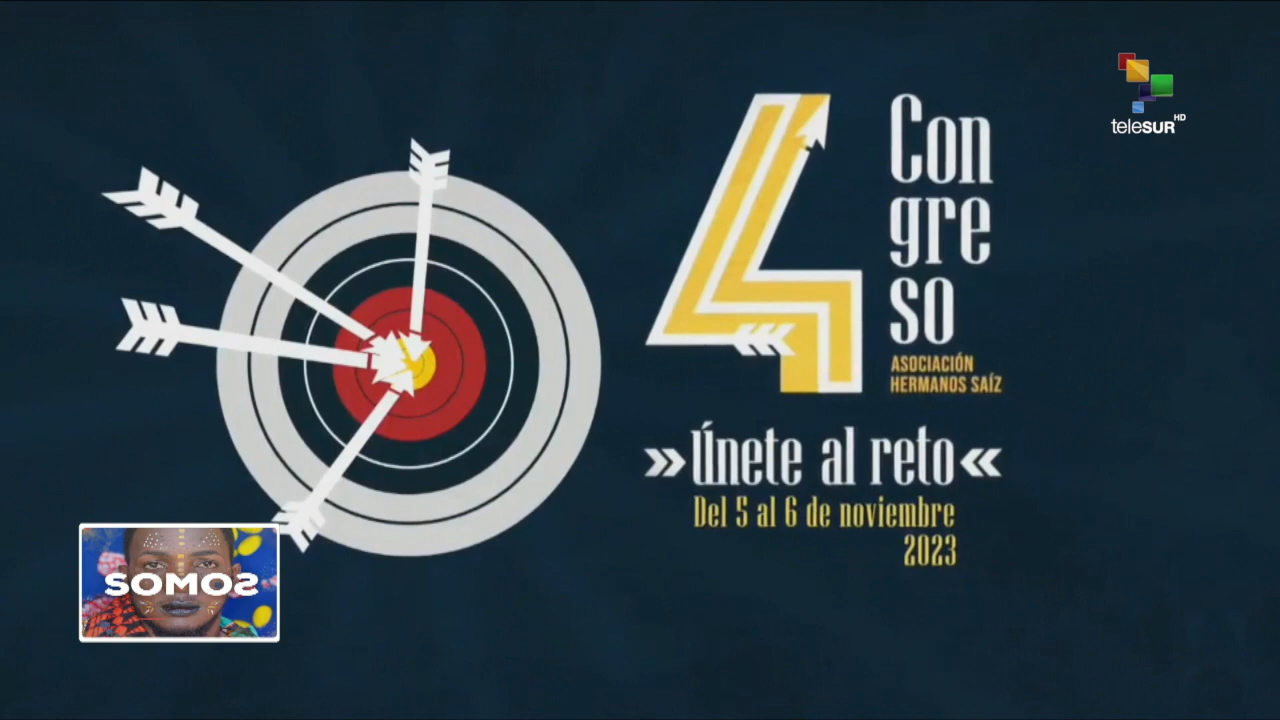 teleSUR HD
4
Con
gre
so
ASOCIACIÓN
HERMANOS SAÍZ
»Únete al reto«
Del 5 al 6 de noviembre
2023
SOMOS